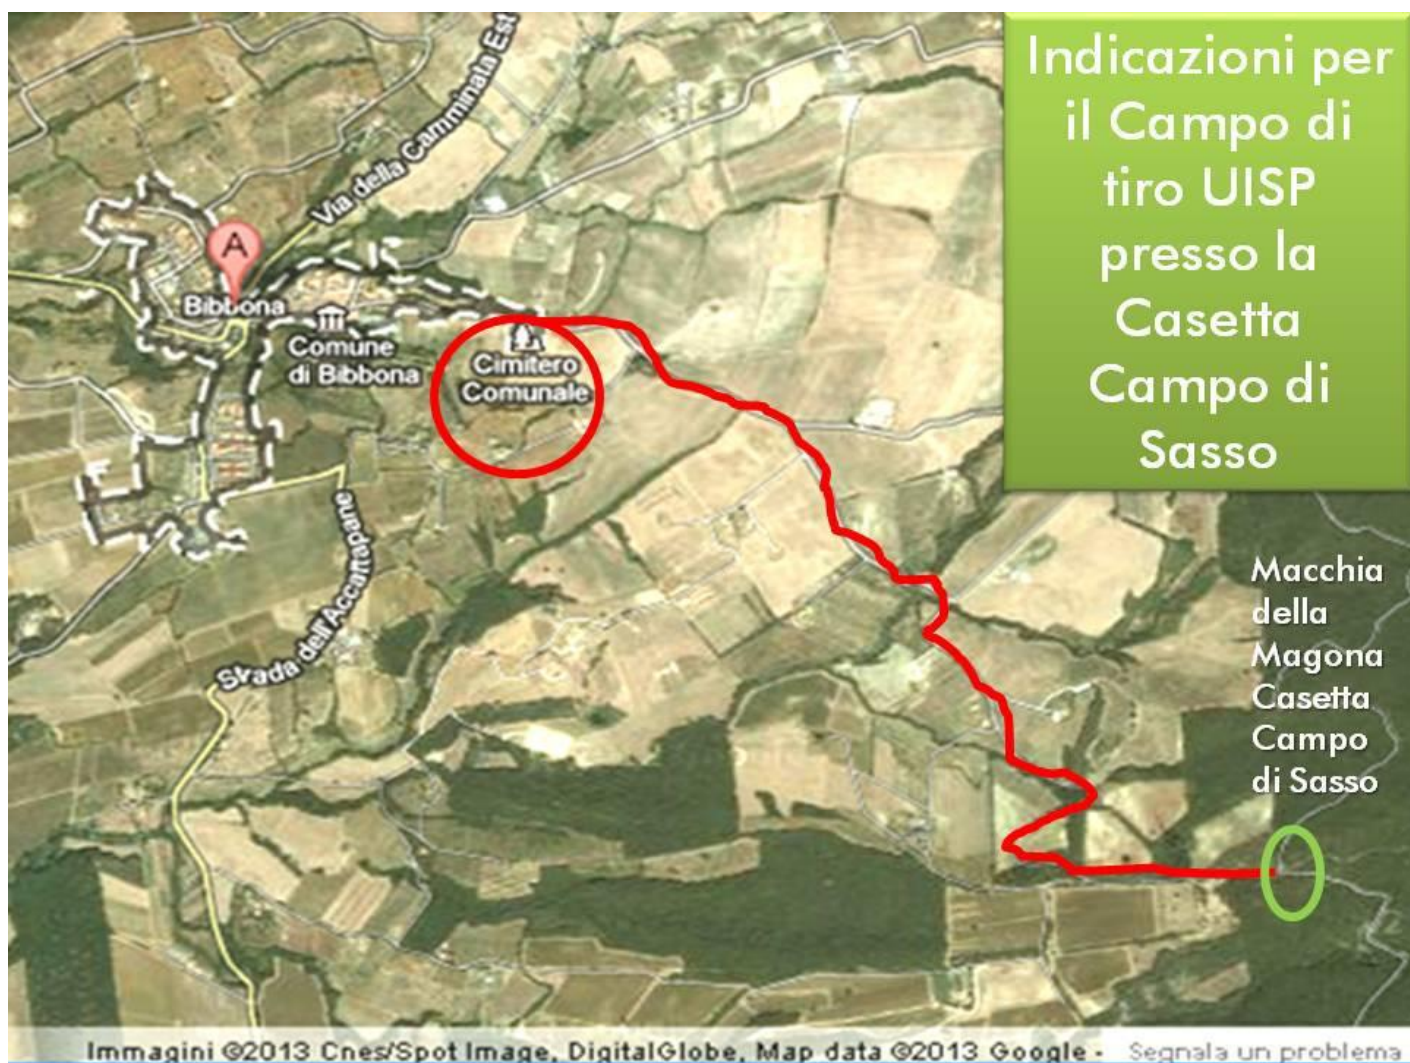 Indicazioni per
il Campo di
tiro UISP
presso la
Casetta
Campo di
Sasso
Via della Camminata Est
A
Bibbona
Comune
di Bibbona
Cimitero
Comunale
Strada dell'Accattapane
Macchia
della
Magona
Casetta
Campo
di Sasso
Immagini ©2013 Cnes/Spot Image, DigitalGlobe, Map data ©2013 Google - Segnala un problema